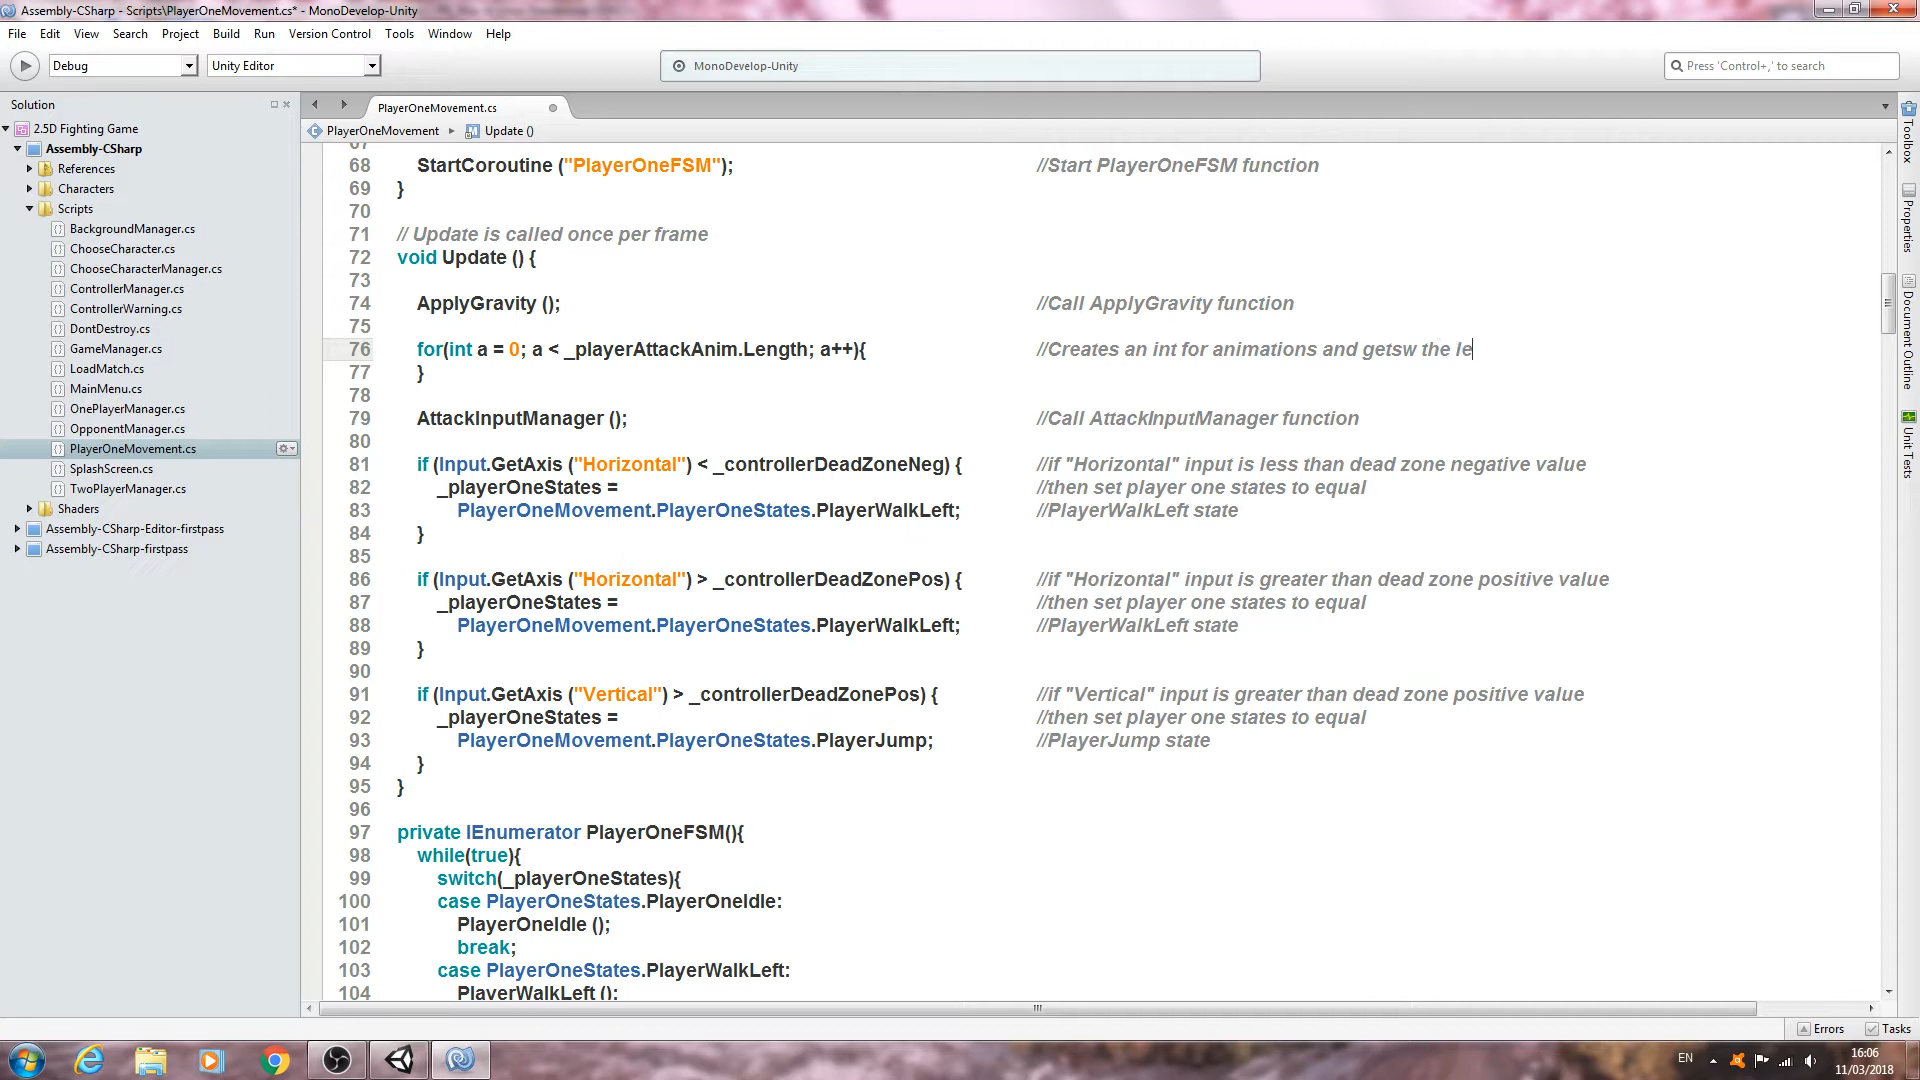 Assembly-CSharp - Scripts\PlayerOneMovement.cs* - MonoDevelop-Unity
File Edit View Search Project Build Run Version Control Tools Window Help
Debug Unity Editor MonoDevelop-Unity Press 'Control+,' to search
Solution
2.5D Fighting Game
Assembly-CSharp
References
Characters
Scripts
BackgroundManager.cs
ChooseCharacter.cs
ChooseCharacterManager.cs
ControllerManager.cs
ControllerWarning.cs
DontDestroy.cs
GameManager.cs
LoadMatch.cs
MainMenu.cs
OnePlayerManager.cs
OpponentManager.cs
PlayerOneMovement.cs
SplashScreen.cs
TwoPlayerManager.cs
Shaders
Assembly-CSharp-Editor-firstpass
Assembly-CSharp-firstpass
PlayerOneMovement.cs
PlayerOneMovement Update ()
67
68 StartCoroutine ("PlayerOneFSM"); //Start PlayerOneFSM function
69 }
70
71 // Update is called once per frame
72 void Update () {
73
74 ApplyGravity (); //Call ApplyGravity function
75
76 for(int a = 0; a < _playerAttackAnim.Length; a++){ //Creates an int for animations and getsw the le
77 }
78
79 AttackInputManager (); //Call AttackInputManager function
80
81 if (Input.GetAxis ("Horizontal") < _controllerDeadZoneNeg) { //if "Horizontal" input is less than dead zone negative value
82 _playerOneStates = //then set player one states to equal
83 PlayerOneMovement.PlayerOneStates.PlayerWalkLeft; //PlayerWalkLeft state
84 }
85
86 if (Input.GetAxis ("Horizontal") > _controllerDeadZonePos) { //if "Horizontal" input is greater than dead zone positive value
87 _playerOneStates = //then set player one states to equal
88 PlayerOneMovement.PlayerOneStates.PlayerWalkLeft; //PlayerWalkLeft state
89 }
90
91 if (Input.GetAxis ("Vertical") > _controllerDeadZonePos) { //if "Vertical" input is greater than dead zone positive value
92 _playerOneStates = //then set player one states to equal
93 PlayerOneMovement.PlayerOneStates.PlayerJump; //PlayerJump state
94 }
95 }
96
97 private IEnumerator PlayerOneFSM(){
98 while(true){
99 switch(_playerOneStates){
100 case PlayerOneStates.PlayerOneIdle:
101 PlayerOneIdle ();
102 break;
103 case PlayerOneStates.PlayerWalkLeft:
104 PlayerWalkLeft ();
Toolbox
Properties
Document Outline
Unit Tests
Errors Tasks
EN
16:06
11/03/2018